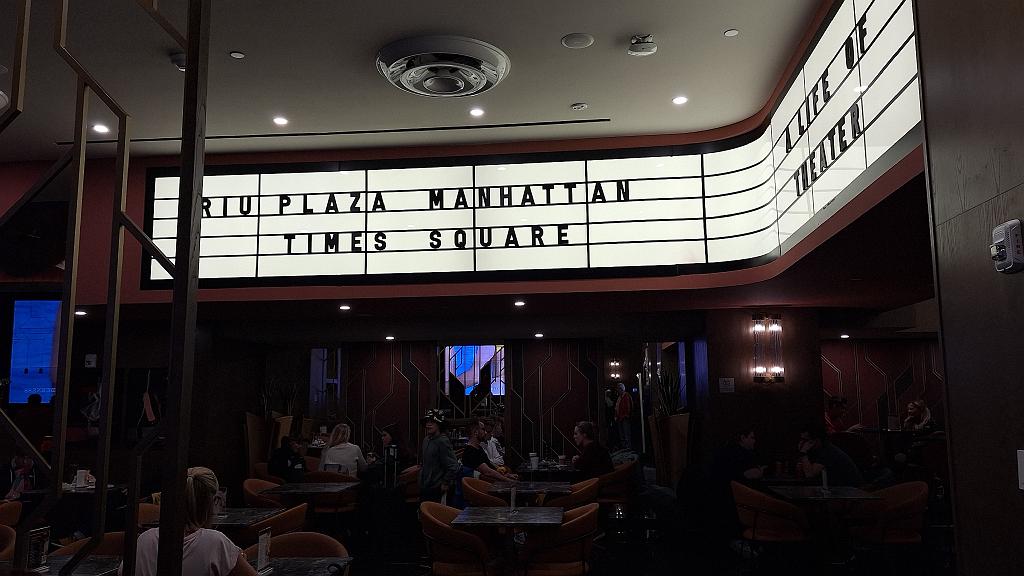 RIU PLAZA MANHATTAN
TIMES SQUARE
A LIFE OF
THEATER